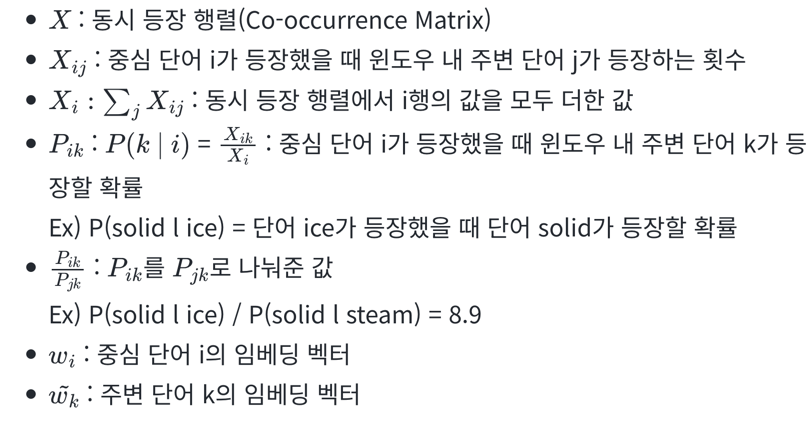 • X : 동시 등장 행렬(Co-occurrence Matrix)
• X_{ij} : 중심 단어 i가 등장했을 때 윈도우 내 주변 단어 j가 등장하는 횟수
• X_i : ∑_j X_{ij} : 동시 등장 행렬에서 i행의 값을 모두 더한 값
• P_{ik} : P(k | i) = \frac{X_{ik}}{X_i} : 중심 단어 i가 등장했을 때 윈도우 내 주변 단어 k가 등
장할 확률
Ex) P(solid l ice) = 단어 ice가 등장했을 때 단어 solid가 등장할 확률
• \frac{P_{ik}}{P_{jk}} : P_{ik}를 P_{jk}로 나눠준 값
Ex) P(solid l ice) / P(solid l steam) = 8.9
• w_i : 중심 단어 i의 임베딩 벡터
• \tilde{w_k} : 주변 단어 k의 임베딩 벡터